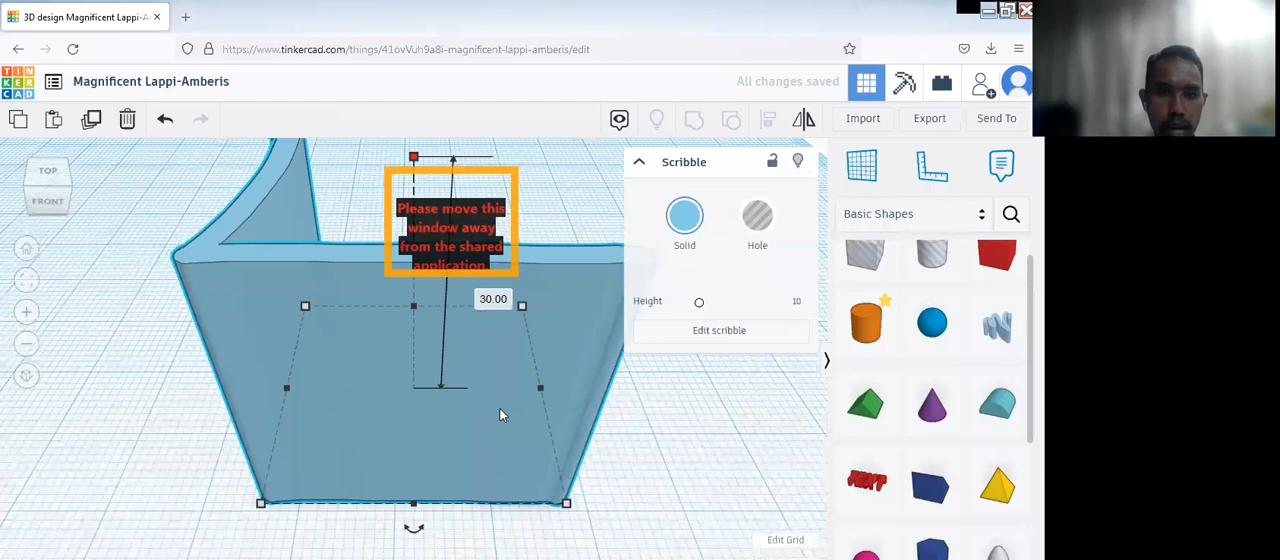 3D design Magnificent Lappi-A
https://www.tinkercad.com/things/41ovVuh9a8i-magnificent-lappi-amberis/edit
TIN
KER
CAD
Magnificent Lappi-Amberis
All changes saved
Import
Export
Send To
TOP
FRONT
Please move this
window away
from the shared
application.
30.00
Scribble
Solid
Hole
Height
10
Edit scribble
Basic Shapes
TEXT
Edit Grid